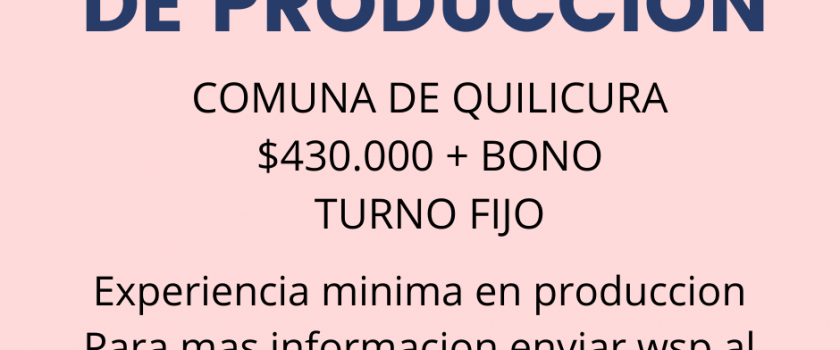 DE PRODUCCION
COMUNA DE QUILICURA
$430.000 + BONO
TURNO FIJO
Experiencia minima en produccion
Para mas informacion enviar wsp al